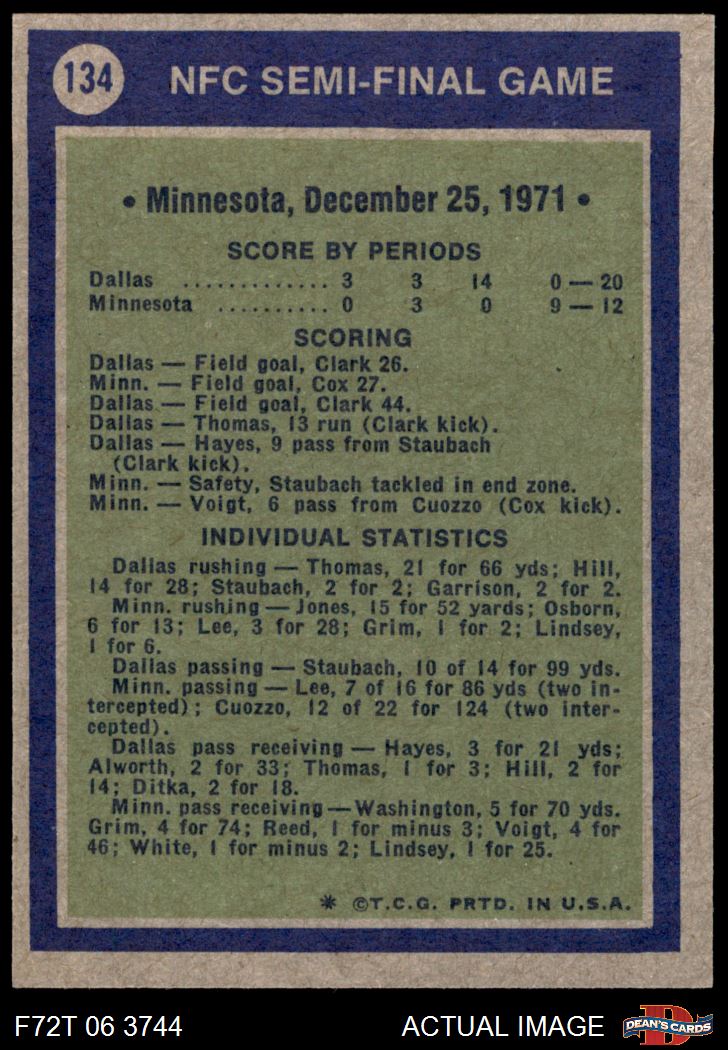 134
NFC SEMI-FINAL GAME
• Minnesota, December 25, 1971 •
SCORE BY PERIODS
Dallas ............. 3 3 14 0 — 20
Minnesota .......... 0 3 0 9 — 12
SCORING
Dallas — Field goal, Clark 26.
Minn. — Field goal, Cox 27.
Dallas — Field goal, Clark 44.
Dallas — Thomas, 13 run (Clark kick).
Dallas — Hayes, 9 pass from Staubach
(Clark kick).
Minn. — Safety, Staubach tackled in end zone.
Minn. — Voigt, 6 pass from Cuozzo (Cox kick).
INDIVIDUAL STATISTICS
Dallas rushing — Thomas, 21 for 66 yds; Hill,
14 for 28; Staubach, 2 for 2; Garrison, 2 for 2.
Minn. rushing — Jones, 15 for 52 yards; Osborn,
6 for 13; Lee, 3 for 28; Grim, 1 for 2; Lindsey,
1 for 6.
Dallas passing — Staubach, 10 of 14 for 99 yds.
Minn. passing — Lee, 7 of 16 for 86 yds (two in-
tercepted); Cuozzo, 12 of 22 for 124 (two inter-
cepted).
Dallas pass receiving — Hayes, 3 for 21 yds;
Alworth, 2 for 33; Thomas, 1 for 3; Hill, 2 for
14; Ditka, 2 for 18.
Minn. pass receiving — Washington, 5 for 70 yds.
Grim, 4 for 74; Reed, 1 for minus 3; Voigt, 4 for
46; White, 1 for minus 2; Lindsey, 1 for 25.
* ©T.C.G. PRTD. IN U.S.A.
F72T 06 3744
ACTUAL IMAGE
D
DEAN'S CARDS